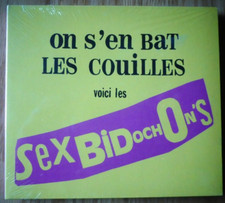 on s'en BAT
LES COUILLES
voici les
SeXBIDochON'S